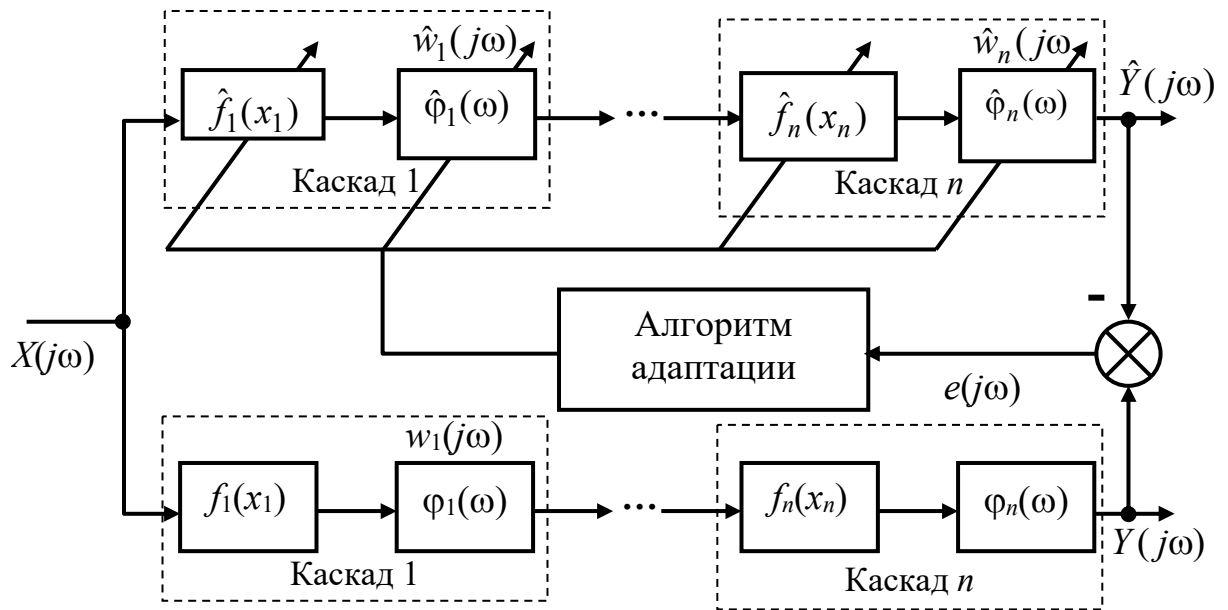 ŵ₁(jω)
ŵₙ(jω
f̂₁(x₁)
φ̂₁(ω)
...
f̂ₙ(xₙ)
φ̂ₙ(ω)
Ŷ(jω)
Каскад 1
Каскад n
-
Алгоритм
адаптации
X(jω)
e(jω)
w₁(jω)
f₁(x₁)
φ₁(ω)
...
fₙ(xₙ)
φₙ(ω)
Y(jω)
Каскад 1
Каскад n